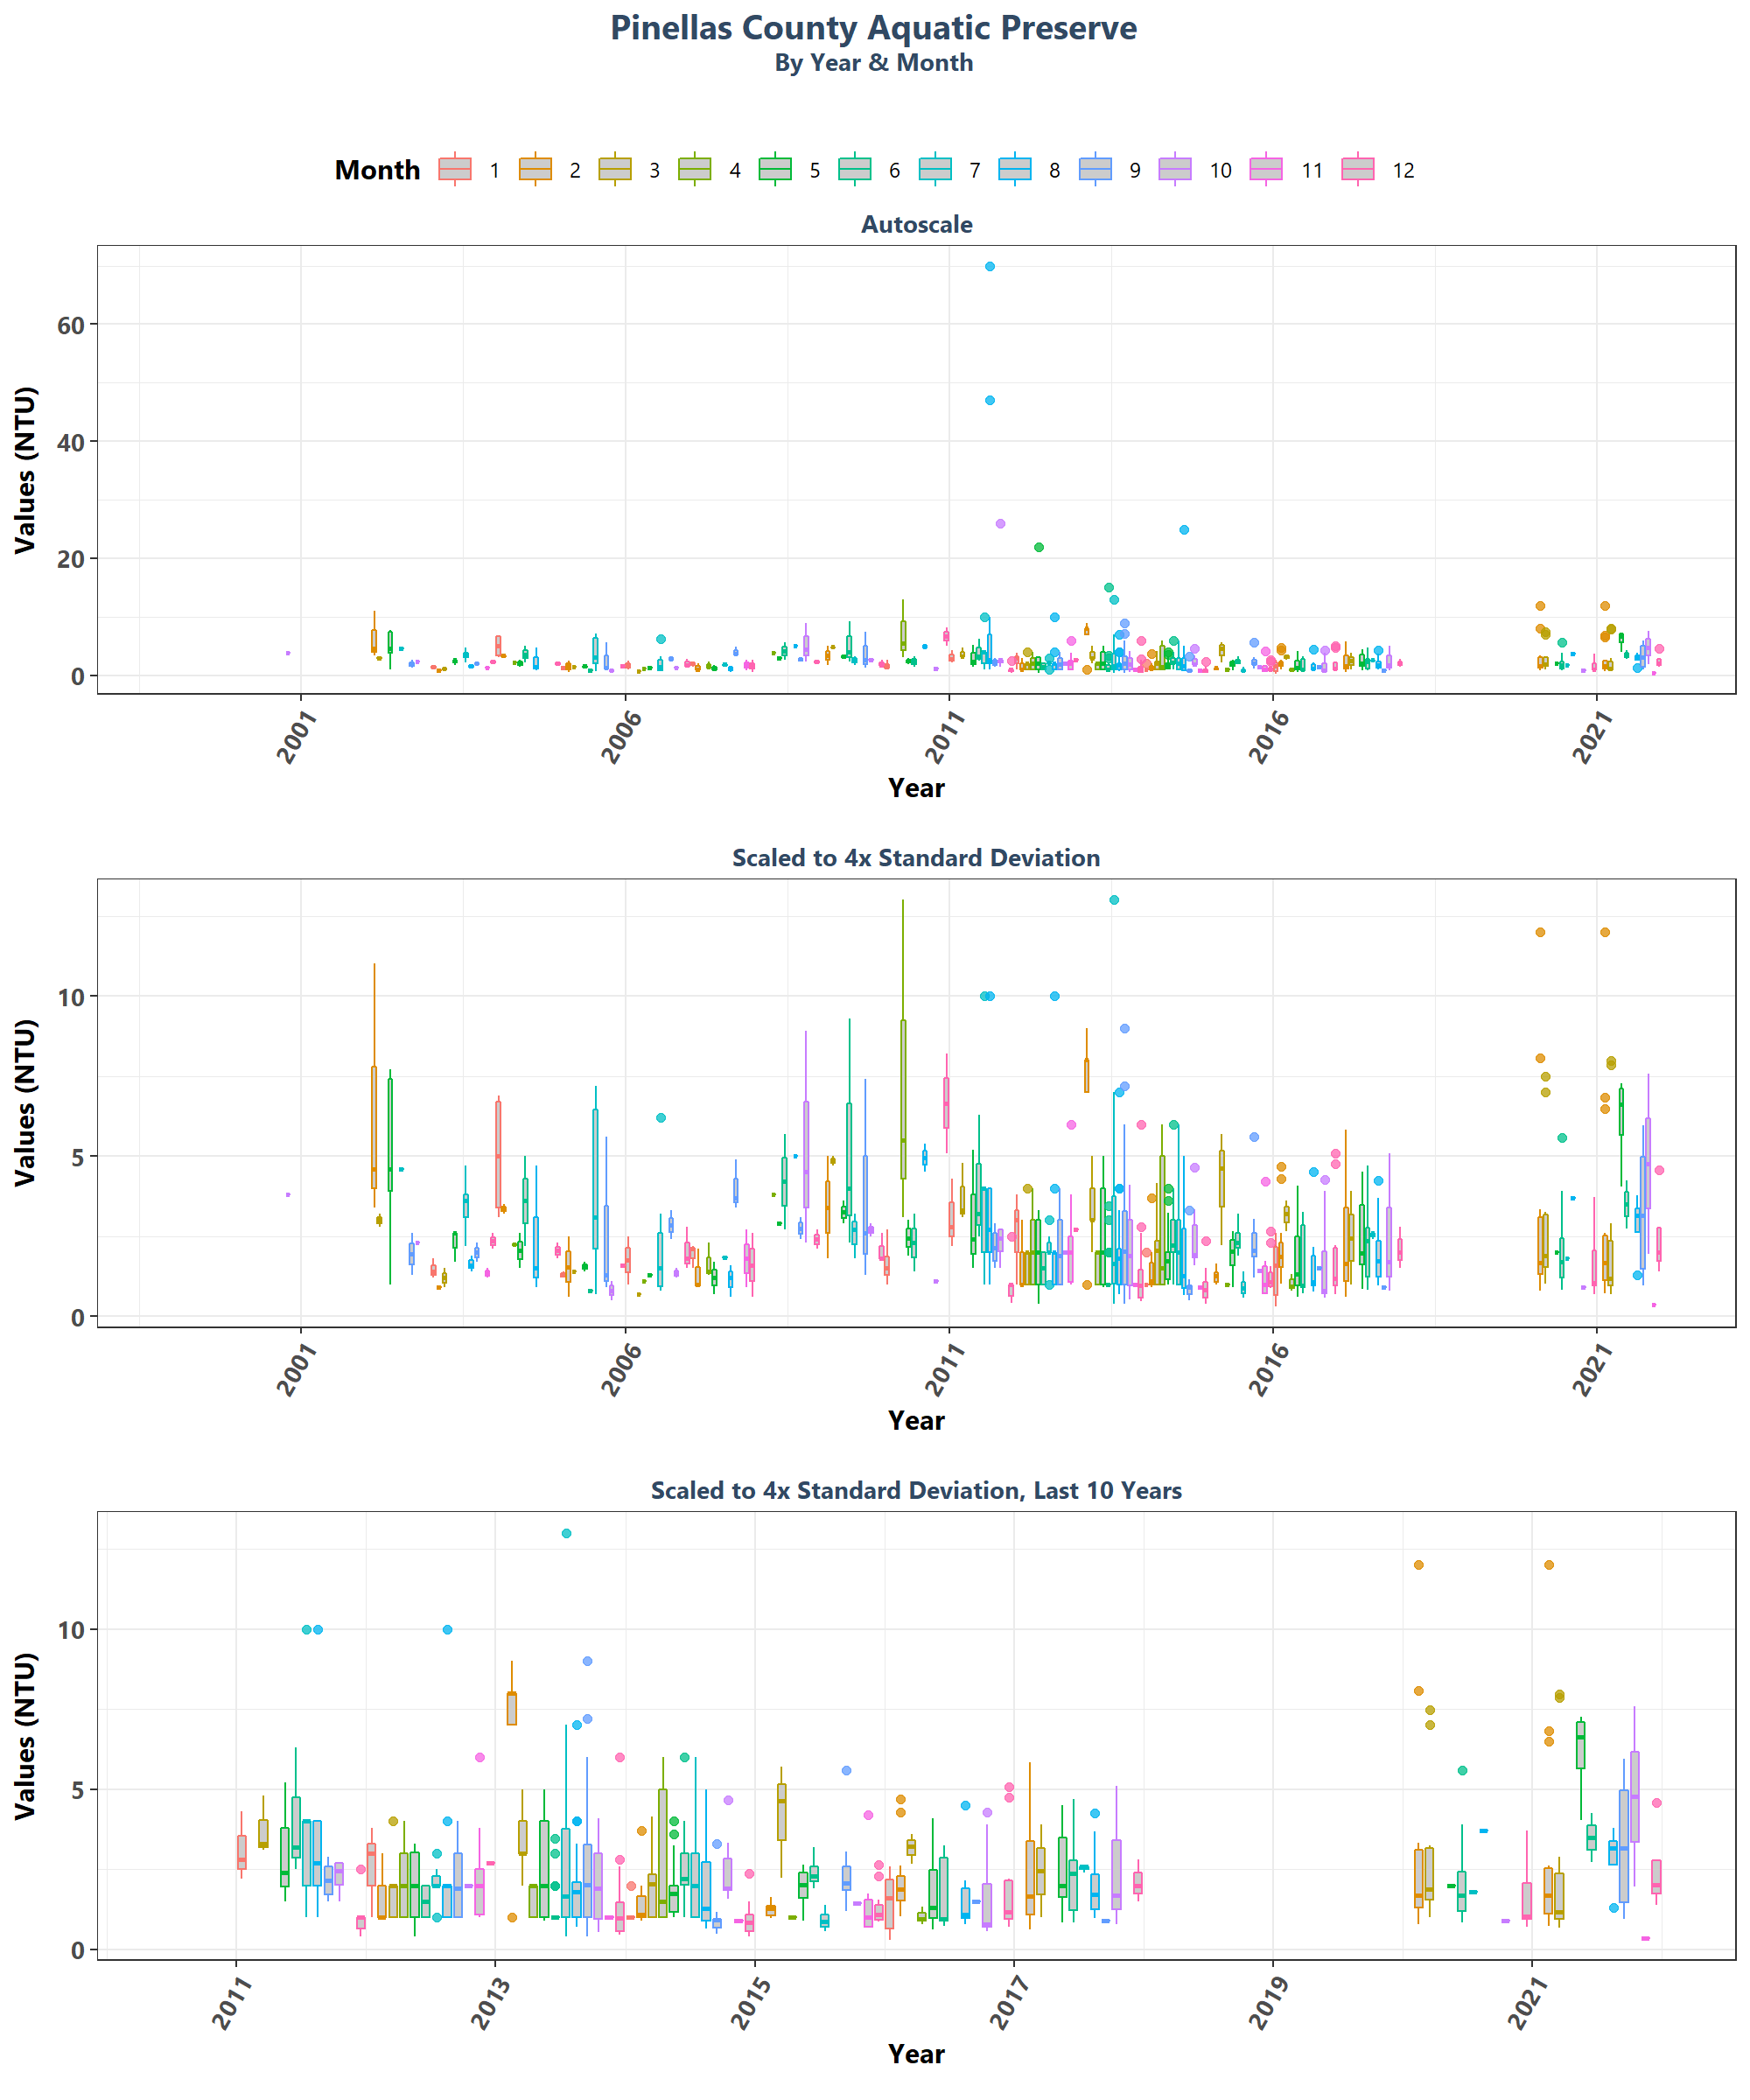 Pinellas County Aquatic Preserve
By Year & Month
Month 1 2 3 4 5 6 7 8 9 10 11 12
Autoscale
Values (NTU)
60
40
20
0
2001 2006 2011 2016 2021
Year
Scaled to 4x Standard Deviation
Values (NTU)
10
5
0
2001 2006 2011 2016 2021
Year
Scaled to 4x Standard Deviation, Last 10 Years
Values (NTU)
10
5
0
2011 2013 2015 2017 2019 2021
Year